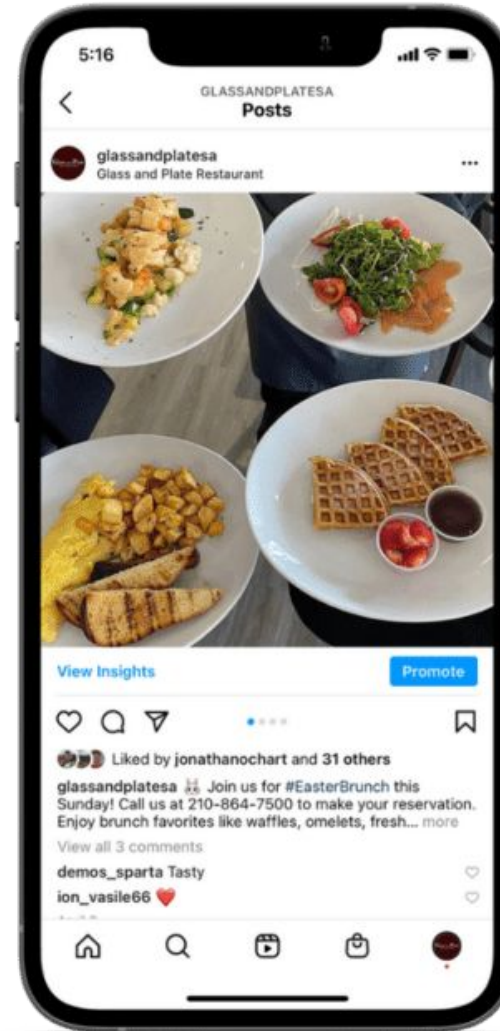 5:16
GLASSANDPLATESA
Posts
glassandplatesa
Glass and Plate Restaurant
View Insights
Promote
Liked by jonathanochart and 31 others
glassandplatesa 🐰 Join us for #EasterBrunch this
Sunday! Call us at 210-864-7500 to make your reservation.
Enjoy brunch favorites like waffles, omelets, fresh... more
View all 3 comments
demos_sparta Tasty
ion_vasile66 ❤️